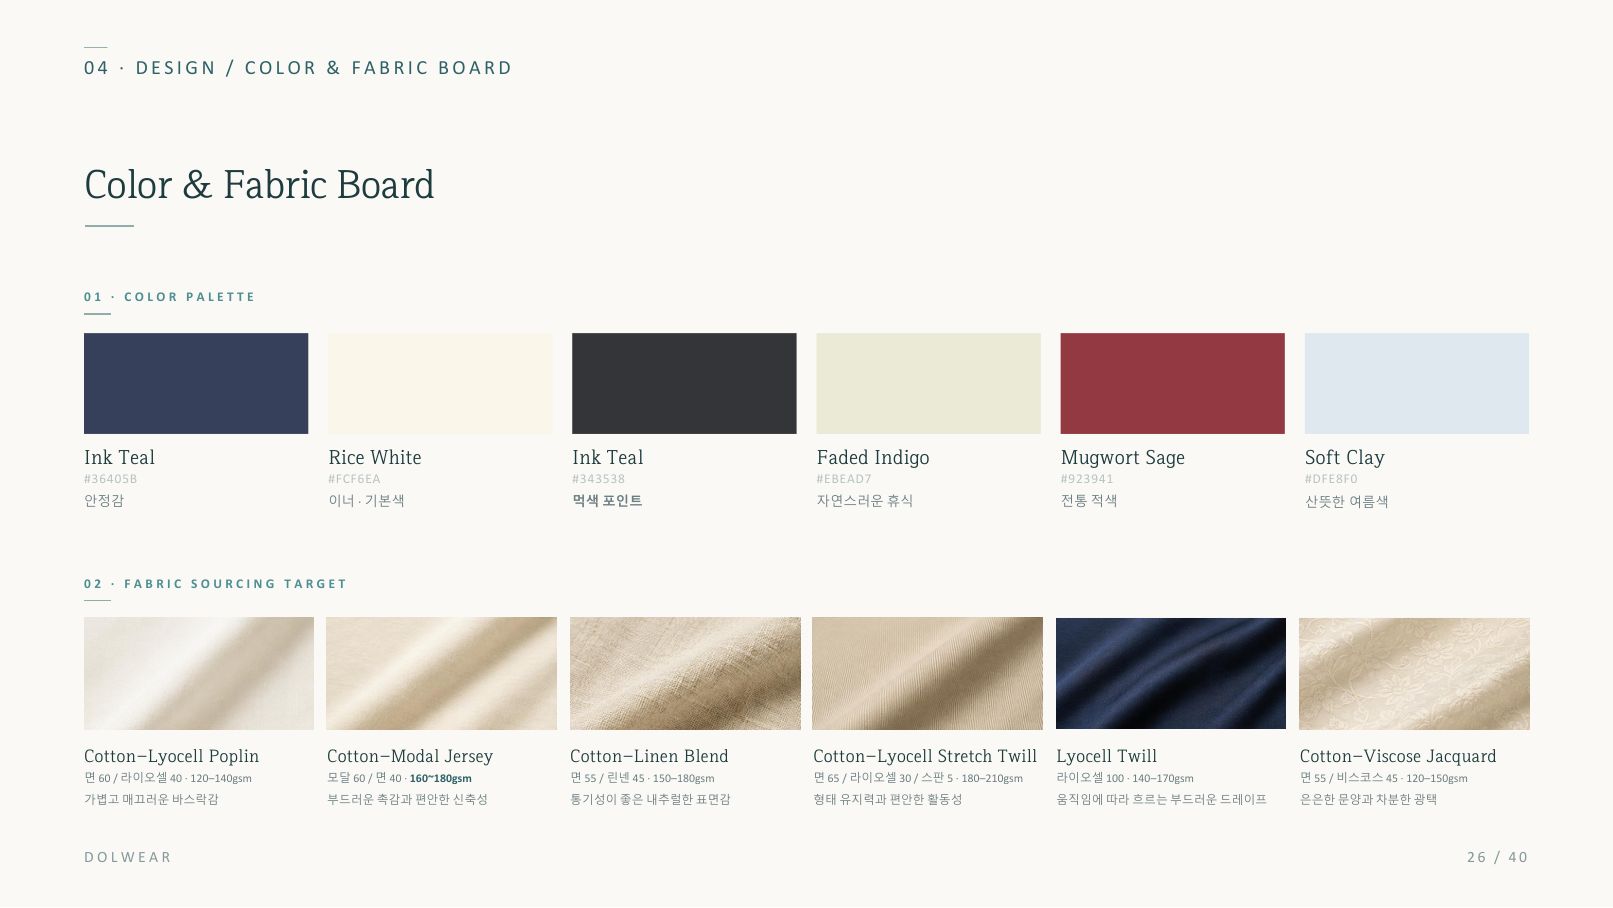 04 · DESIGN / COLOR & FABRIC BOARD
Color & Fabric Board
01 · COLOR PALETTE
Ink Teal
#36405B
안정감
Rice White
#FCF6EA
이너 · 기본색
Ink Teal
#343538
먹색 포인트
Faded Indigo
#EBEAD7
자연스러운 휴식
Mugwort Sage
#923941
전통 적색
Soft Clay
#DFE8F0
산뜻한 여름색
02 · FABRIC SOURCING TARGET
Cotton–Lyocell Poplin
면 60 / 라이오셀 40 · 120–140gsm
가볍고 매끄러운 바스락감
Cotton–Modal Jersey
모달 60 / 면 40 · 160~180gsm
부드러운 촉감과 편안한 신축성
Cotton–Linen Blend
면 55 / 린넨 45 · 150–180gsm
통기성이 좋은 내추럴한 표면감
Cotton–Lyocell Stretch Twill
면 65 / 라이오셀 30 / 스판 5 · 180–210gsm
형태 유지력과 편안한 활동성
Lyocell Twill
라이오셀 100 · 140–170gsm
움직임에 따라 흐르는 부드러운 드레이프
Cotton–Viscose Jacquard
면 55 / 비스코스 45 · 120–150gsm
은은한 문양과 차분한 광택
DOLWEAR
26 / 40